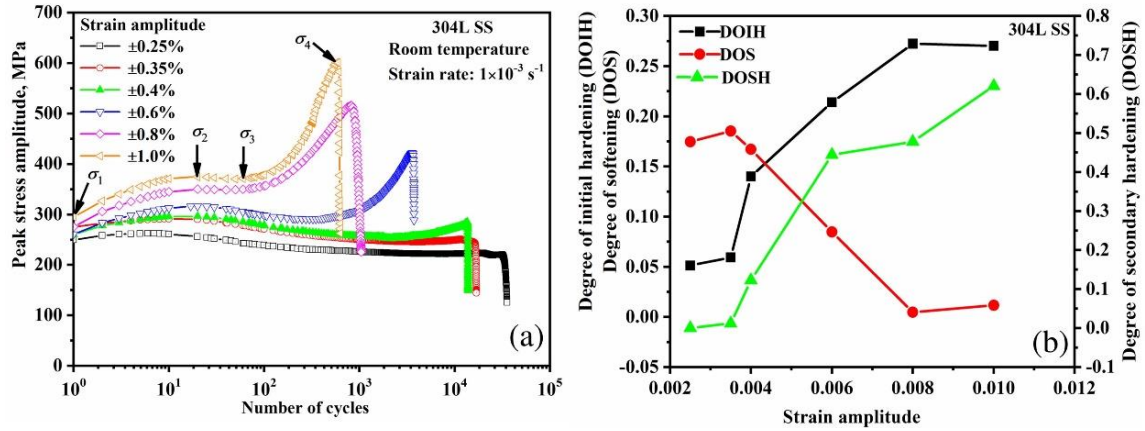 304L SS
Room temperature
Strain rate: 1×10⁻³ s⁻¹
Strain amplitude
±0.25%
±0.35%
±0.4%
±0.6%
±0.8%
±1.0%
σ₁
σ₂
σ₃
σ₄
Peak stress amplitude, MPa
800
700
600
500
400
300
200
100
0
10⁰
10¹
10²
10³
10⁴
10⁵
Number of cycles
(a)
304L SS
DOIH
DOS
DOSH
Degree of initial hardening (DOIH)
Degree of softening (DOS)
0.30
0.25
0.20
0.15
0.10
0.05
0.00
-0.05
0.8
0.7
0.6
0.5
0.4
0.3
0.2
0.1
0.0
-0.1
Degree of secondary hardening (DOSH)
0.002
0.004
0.006
0.008
0.010
0.012
Strain amplitude
(b)